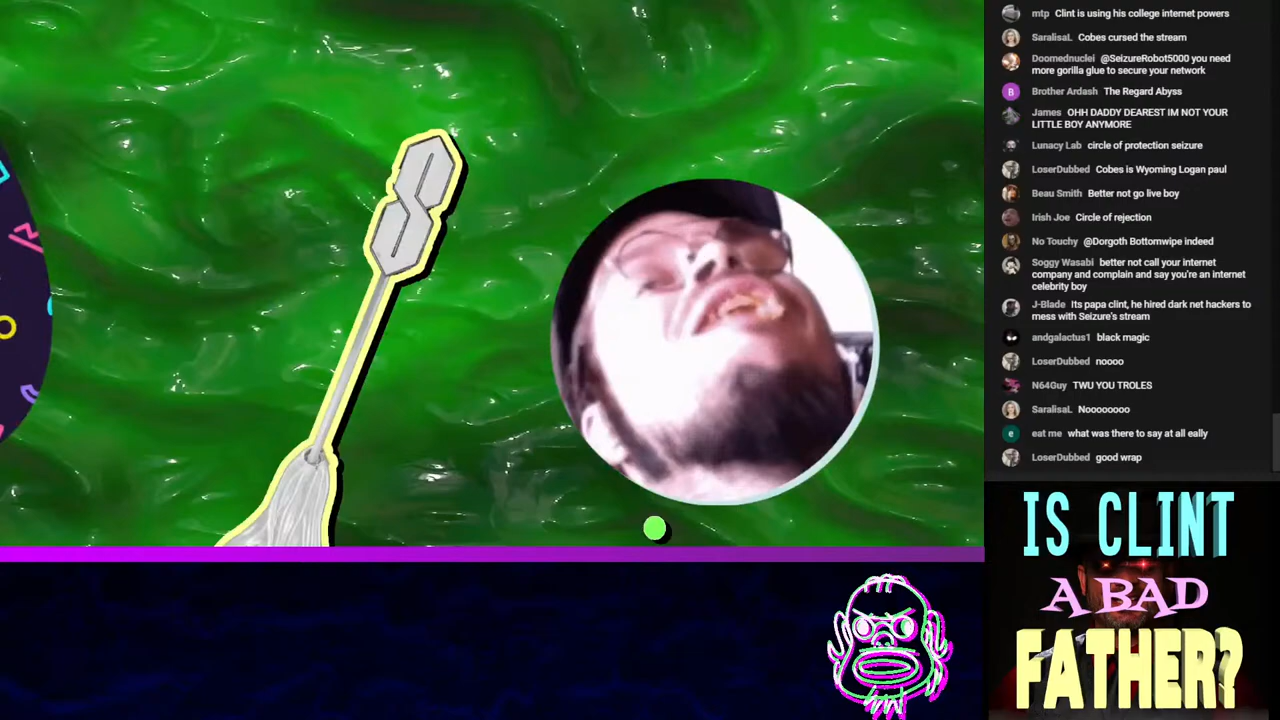 mtp Clint is using his college internet powers
SaralisaL Cobes cursed the stream
Doomednuclei @SeizureRobot5000 you need
more gorilla glue to secure your network
B
Brother Ardash The Regard Abyss
James OHH DADDY DEAREST IM NOT YOUR
LITTLE BOY ANYMORE
Lunacy Lab circle of protection seizure
LoserDubbed Cobes is Wyoming Logan paul
Beau Smith Better not go live boy
Irish Joe Circle of rejection
No Touchy @Dorgoth Bottomwipe indeed
Soggy Wasabi better not call your internet
company and complain and say you're an internet
celebrity boy
J-Blade Its papa clint, he hired dark net hackers to
mess with Seizure's stream
andgalactus1 black magic
LoserDubbed noooo
N64Guy TWU YOU TROLES
SaralisaL Noooooooo
e
eat me what was there to say at all eally
LoserDubbed good wrap
IS CLINT
A BAD
FATHER?